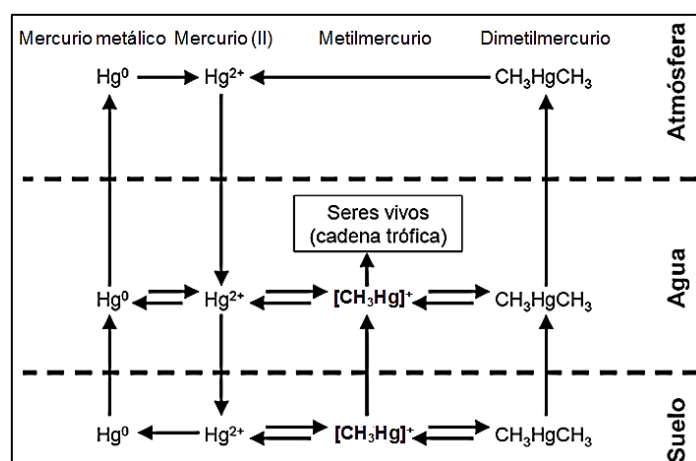 Mercurio metálico Mercurio (II) Metilmercurio Dimetilmercurio
Hg⁰ Hg²⁺ CH₃HgCH₃
Atmósfera
Seres vivos
(cadena trófica)
Hg⁰ Hg²⁺ [CH₃Hg]⁺ CH₃HgCH₃
Agua
Hg⁰ Hg²⁺ [CH₃Hg]⁺ CH₃HgCH₃
Suelo